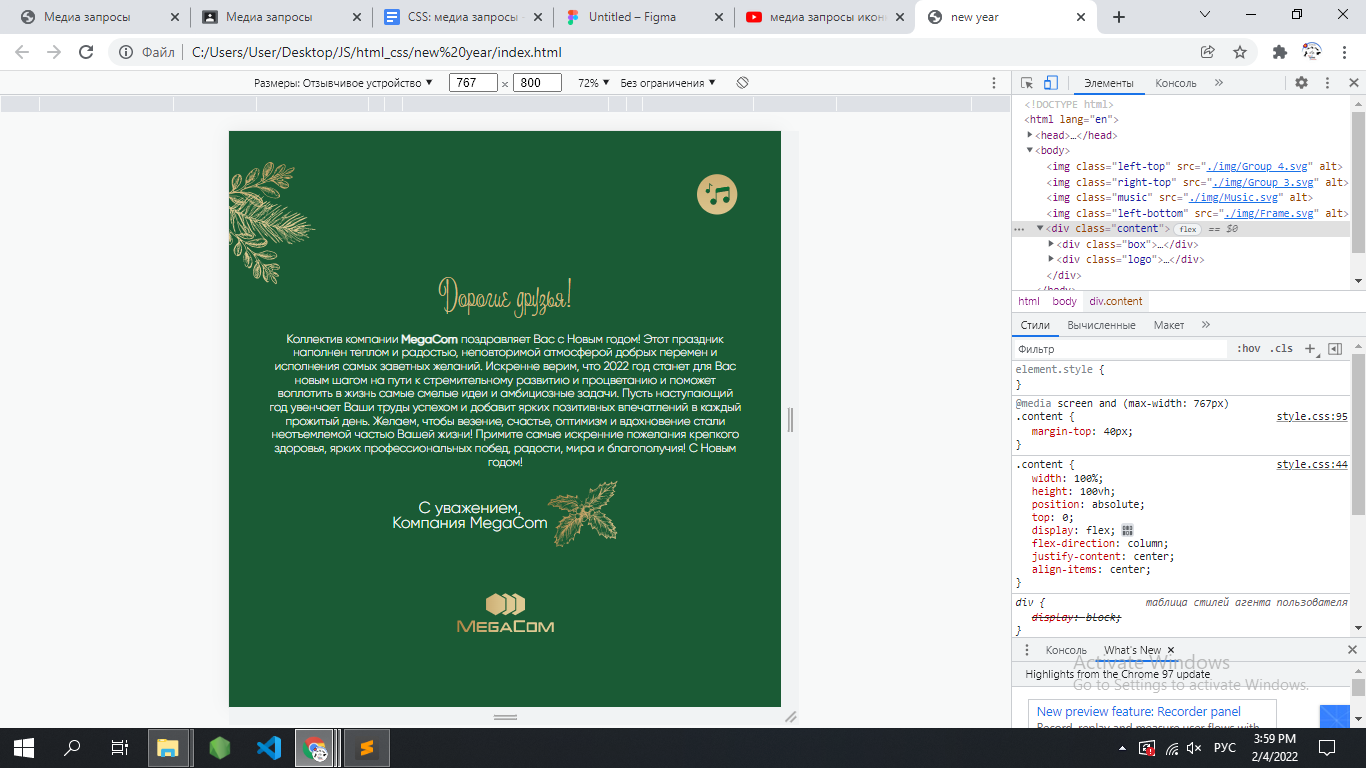 Медиа запросы
Медиа запросы
CSS: медиа запросы -
Untitled – Figma
медиа запросы икон
new year
Файл
C:/Users/User/Desktop/JS/html_css/new%20year/index.html
Размеры: Отзывчивое устройство ▼ 767 × 800 72% ▼ Без ограничения ▼
Элементы Консоль »
<!DOCTYPE html>
<html lang="en">
<head>…</head>
<body>
<img class="left-top" src="./img/Group 4.svg" alt>
<img class="right-top" src="./img/Group 3.svg" alt>
<img class="music" src="./img/Music.svg" alt>
<img class="left-bottom" src="./img/Frame.svg" alt>
<div class="content"> flex == $0
<div class="box">…</div>
<div class="logo">…</div>
</div>
html body div.content
Стили Вычисленные Макет »
Фильтр :hov .cls +
element.style {
}
@media screen and (max-width: 767px)
.content { style.css:95
margin-top: 40px;
}
.content { style.css:44
width: 100%;
height: 100vh;
position: absolute;
top: 0;
display: flex;
flex-direction: column;
justify-content: center;
align-items: center;
}
div { таблица стилей агента пользователя
display: block;
}
Консоль What's New ×
Highlights from the Chrome 97 update
New preview feature: Recorder panel
Record, replay and measure user flows with
Activate Windows
Go to Settings to activate Windows.
Дорогие друзья!
Коллектив компании MegaCom поздравляет Вас с Новым годом! Этот праздник
наполнен теплом и радостью, неповторимой атмосферой добрых перемен и
исполнения самых заветных желаний. Искренне верим, что 2022 год станет для Вас
новым шагом на пути к стремительному развитию и процветанию и поможет
воплотить в жизнь самые смелые идеи и амбициозные задачи. Пусть наступающий
год увенчает Ваши труды успехом и добавит ярких позитивных впечатлений в каждый
прожитый день. Желаем, чтобы везение, счастье, оптимизм и вдохновение стали
неотъемлемой частью Вашей жизни! Примите самые искренние пожелания крепкого
здоровья, ярких профессиональных побед, радости, мира и благополучия! С Новым
годом!
С уважением,
Компания MegaCom
MEGACOM
РУС
3:59 PM
2/4/2022